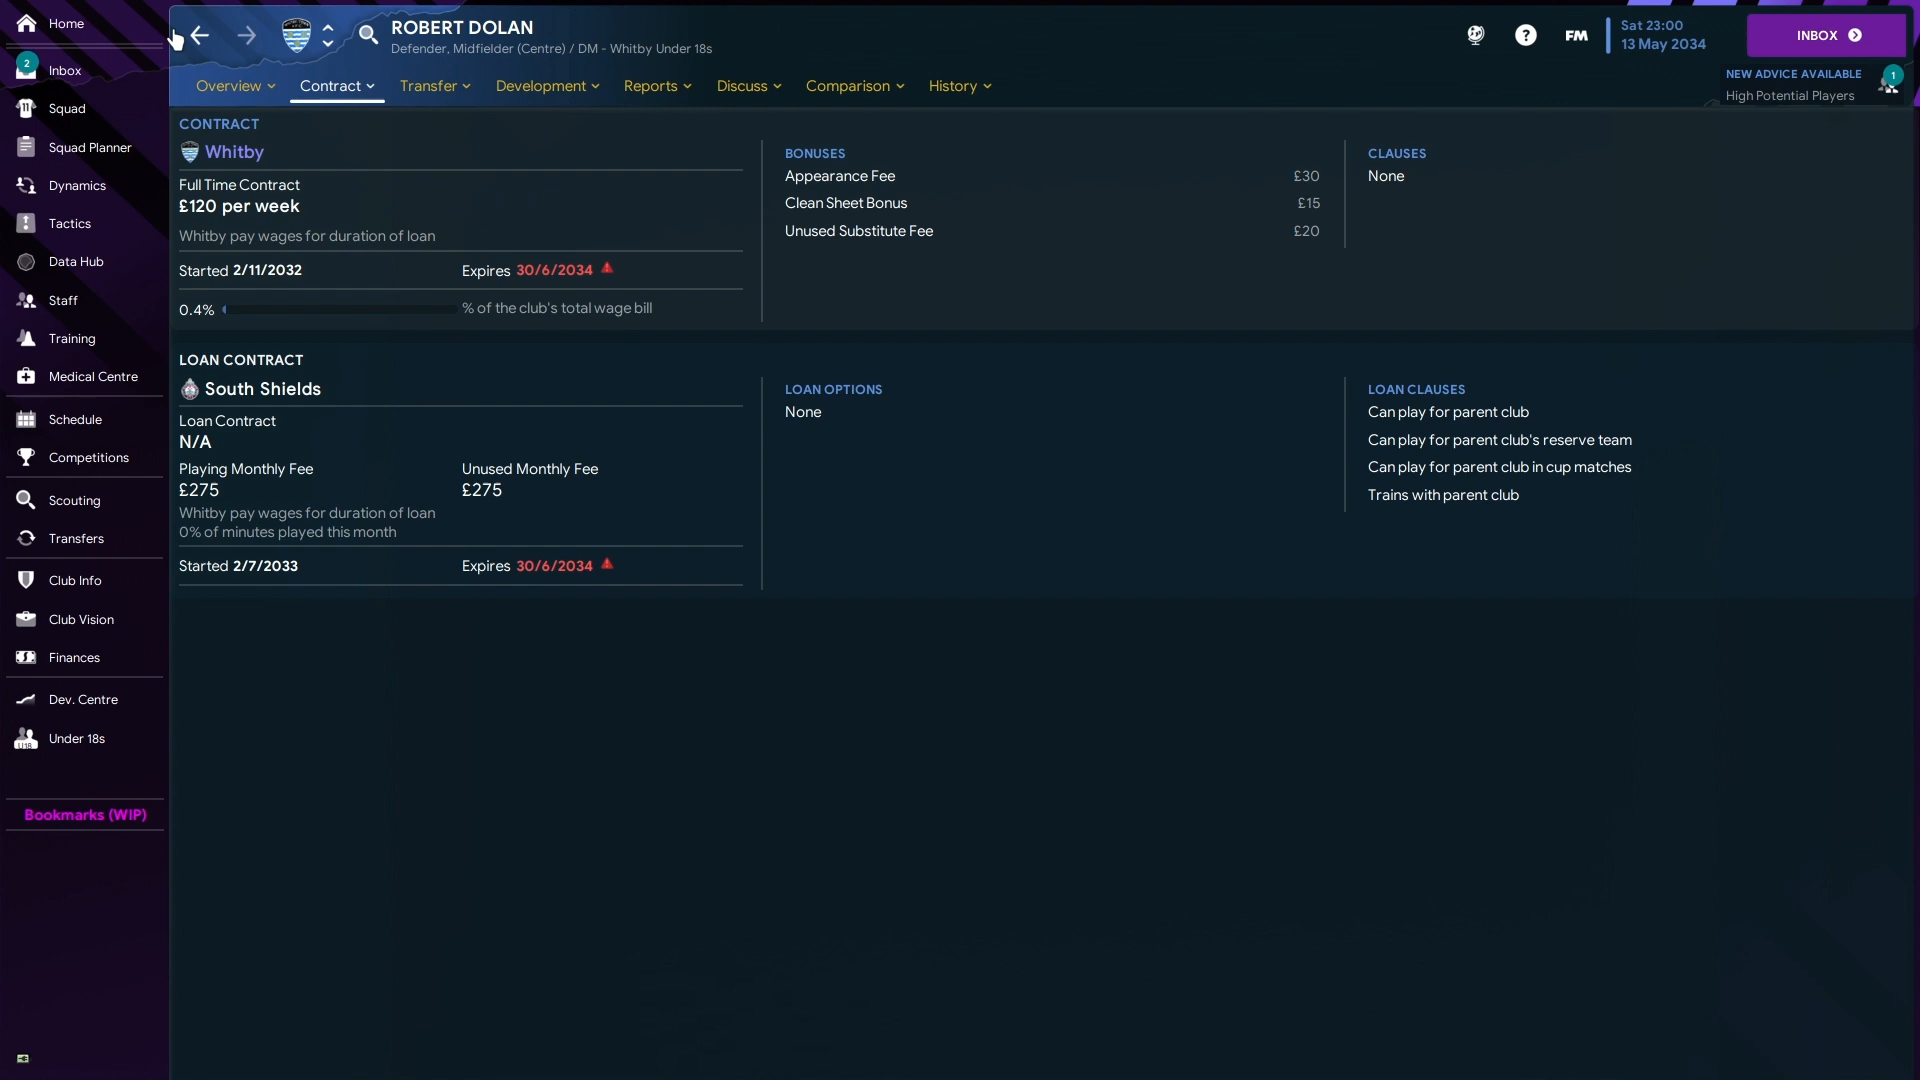 Home
2
Inbox
Squad
Squad Planner
Dynamics
Tactics
Data Hub
Staff
Training
Medical Centre
Schedule
Competitions
Scouting
Transfers
Club Info
Club Vision
Finances
Dev. Centre
U18
Under 18s
Bookmarks (WIP)
ROBERT DOLAN
Defender, Midfielder (Centre) / DM - Whitby Under 18s
?
FM
Sat 23:00
13 May 2034
INBOX
NEW ADVICE AVAILABLE
High Potential Players
1
Overview Contract Transfer Development Reports Discuss Comparison History
CONTRACT
Whitby
Full Time Contract
£120 per week
Whitby pay wages for duration of loan
Started 2/11/2032 Expires 30/6/2034
0.4% % of the club's total wage bill
BONUSES
Appearance Fee £30
Clean Sheet Bonus £15
Unused Substitute Fee £20
CLAUSES
None
LOAN CONTRACT
South Shields
Loan Contract
N/A
Playing Monthly Fee Unused Monthly Fee
£275 £275
Whitby pay wages for duration of loan
0% of minutes played this month
Started 2/7/2033 Expires 30/6/2034
LOAN OPTIONS
None
LOAN CLAUSES
Can play for parent club
Can play for parent club's reserve team
Can play for parent club in cup matches
Trains with parent club